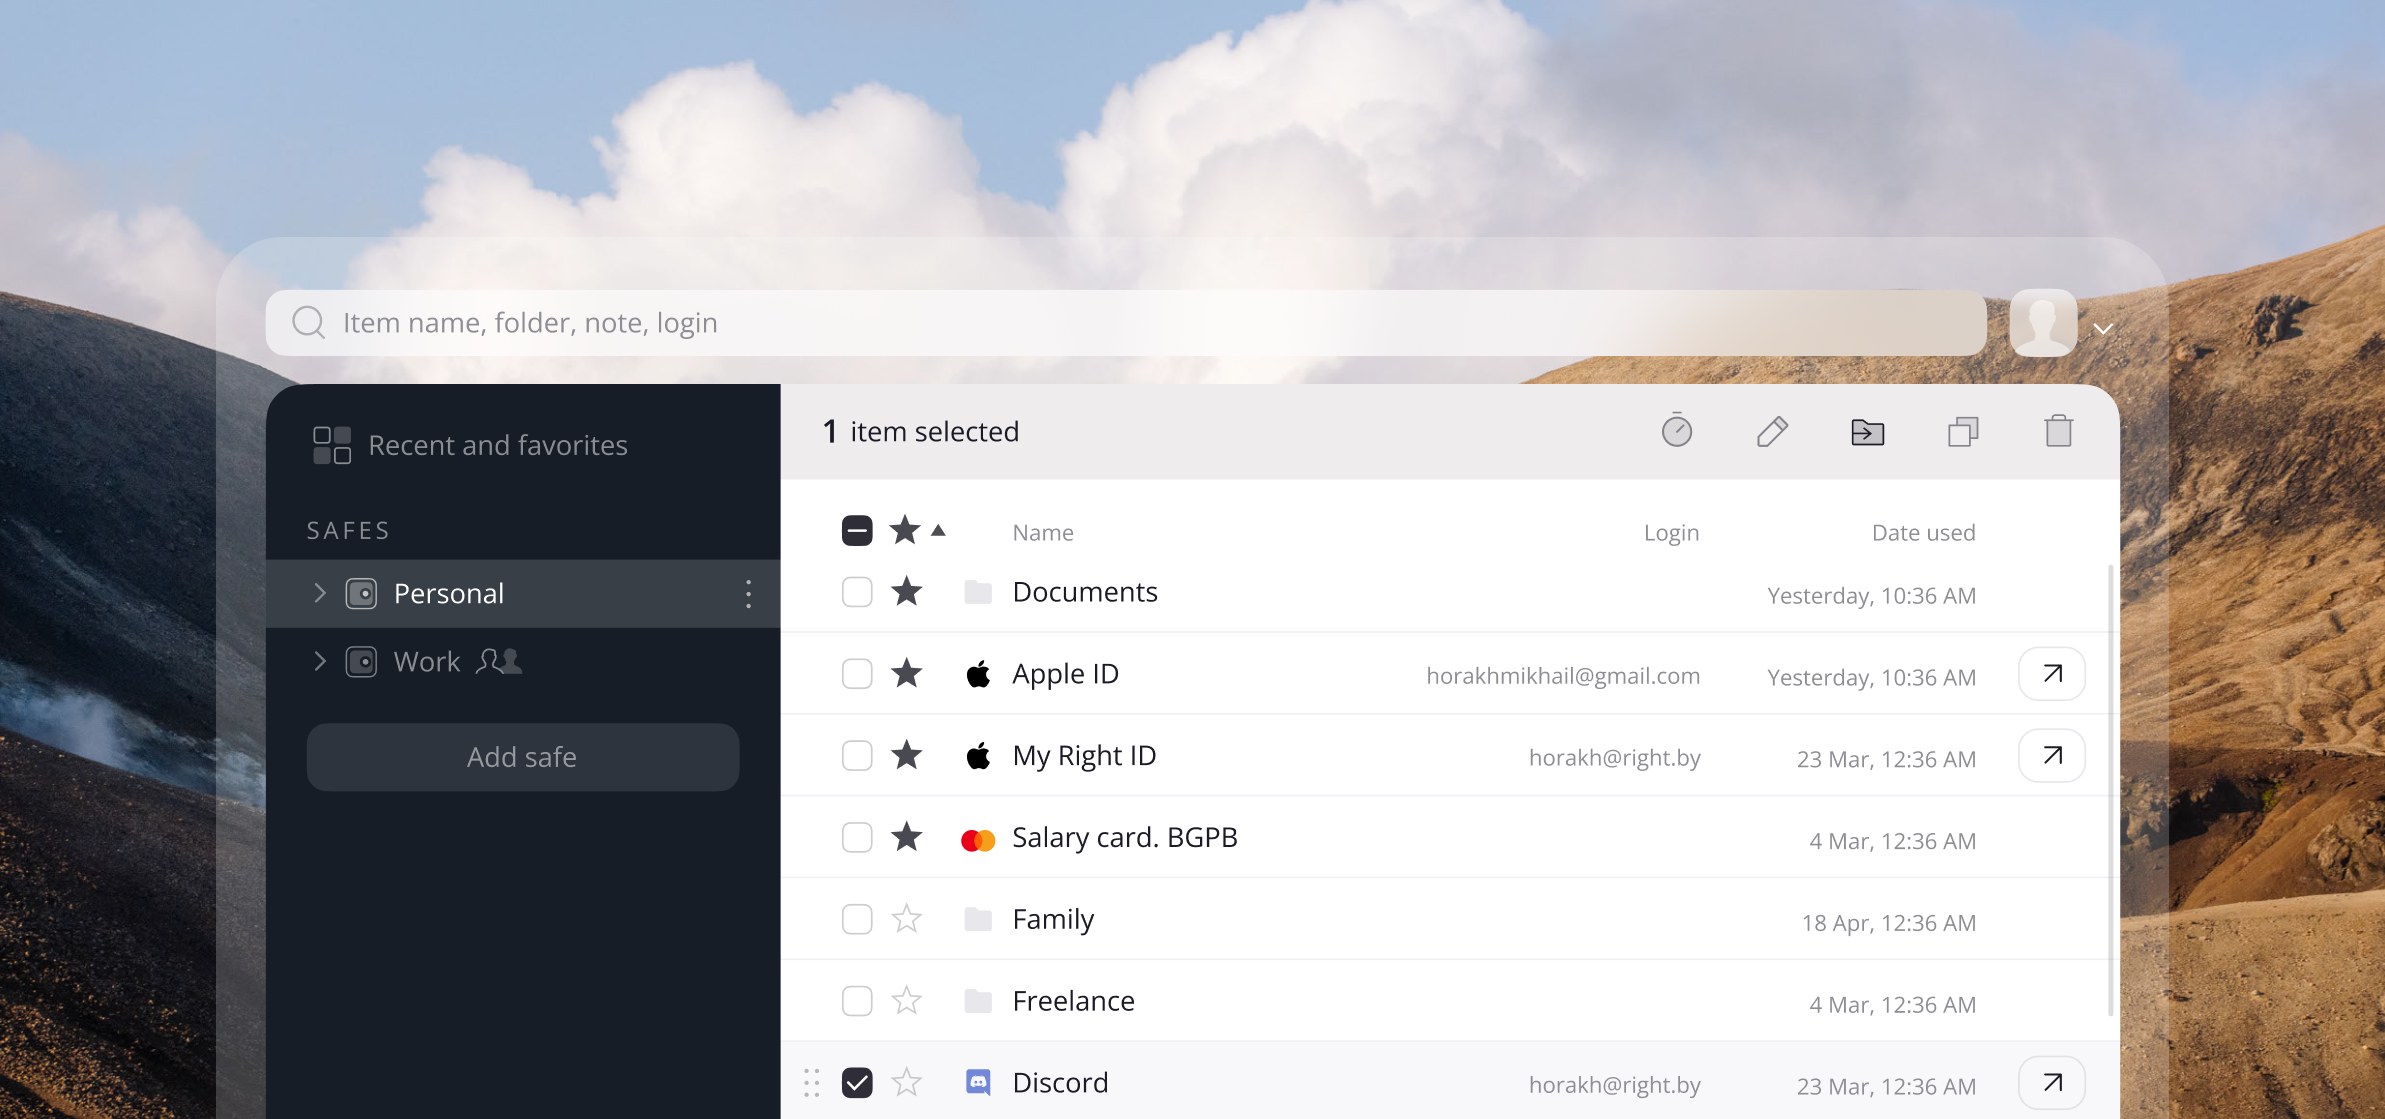 Item name, folder, note, login
Recent and favorites
SAFES
Personal
Work
Add safe
1 item selected
Name Login Date used
Documents Yesterday, 10:36 AM
Apple ID horakhmikhail@gmail.com Yesterday, 10:36 AM
My Right ID horakh@right.by 23 Mar, 12:36 AM
Salary card. BGPB 4 Mar, 12:36 AM
Family 18 Apr, 12:36 AM
Freelance 4 Mar, 12:36 AM
Discord horakh@right.by 23 Mar, 12:36 AM